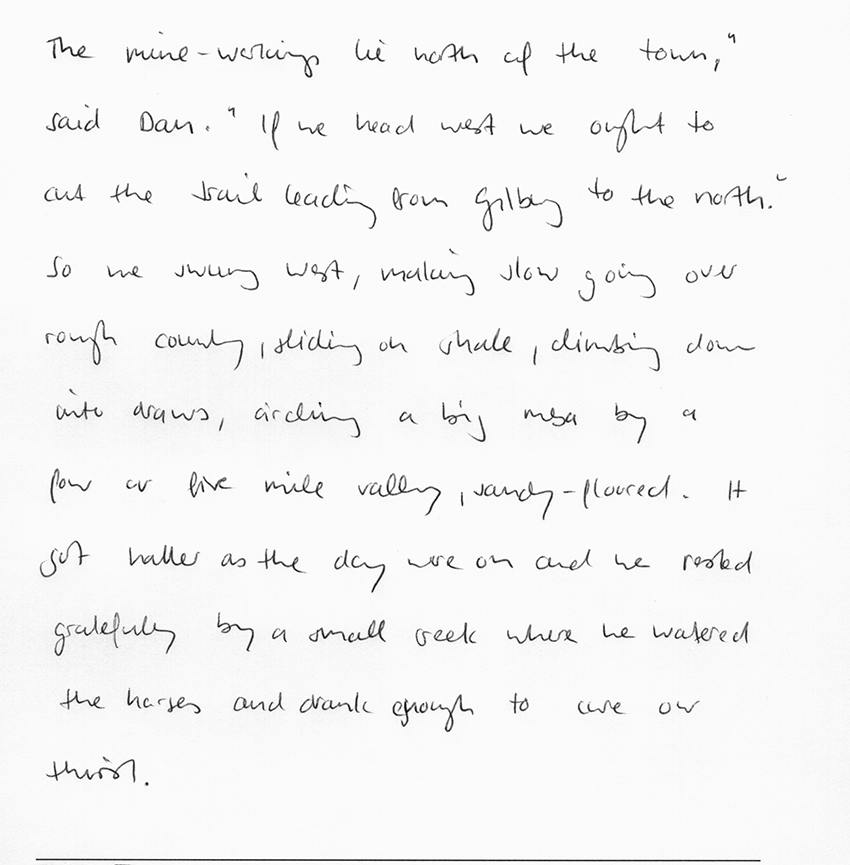 The mine-workings lie north of the town,"
said Dan. "If we head west we ought to
cut the trail leading from Gilbey to the north."
So we swung west, making slow going over
rough country, sliding on shale, climbing down
into draws, circling a big mesa by a
four or five mile valley, sandy-floored. It
got hotter as the day wore on and we rested
gratefully by a small creek where we watered
the horses and drank enough to cure our
thirst.